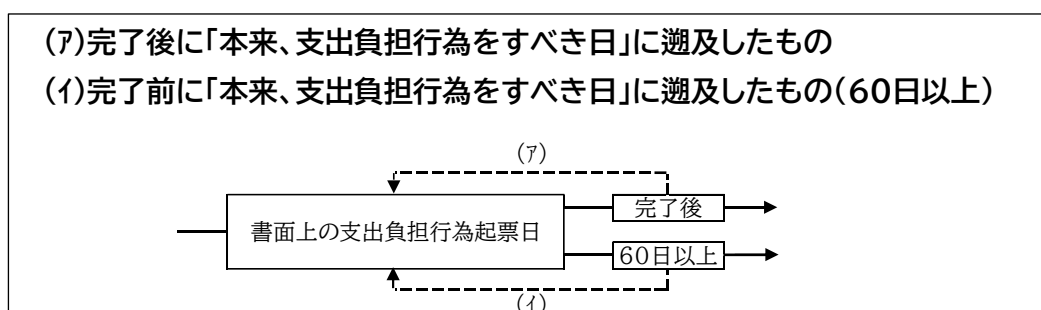 (ｱ)完了後に「本来、支出負担行為をすべき日」に遡及したもの
(ｲ)完了前に「本来、支出負担行為をすべき日」に遡及したもの(60日以上)
(ｱ)
完了後
書面上の支出負担行為起票日
60日以上
(ｲ)